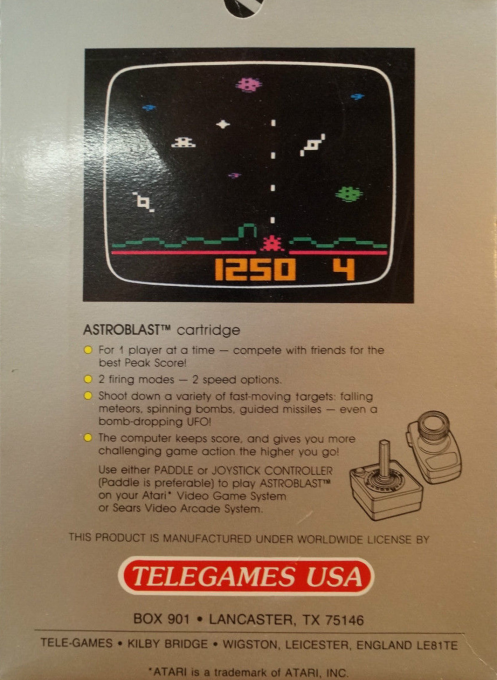 1250 4
ASTROBLAST™ cartridge
For 1 player at a time — compete with friends for the
best Peak Score!
2 firing modes — 2 speed options.
Shoot down a variety of fast-moving targets: falling
meteors, spinning bombs, guided missiles — even a
bomb-dropping UFO!
The computer keeps score, and gives you more
challenging game action the higher you go!
Use either PADDLE or JOYSTICK CONTROLLER
(Paddle is preferable) to play ASTROBLAST™
on your Atari* Video Game System
or Sears Video Arcade System.
THIS PRODUCT IS MANUFACTURED UNDER WORLDWIDE LICENSE BY
TELEGAMES USA
BOX 901 • LANCASTER, TX 75146
TELE-GAMES • KILBY BRIDGE • WIGSTON, LEICESTER, ENGLAND LE81TE
*ATARI is a trademark of ATARI, INC.